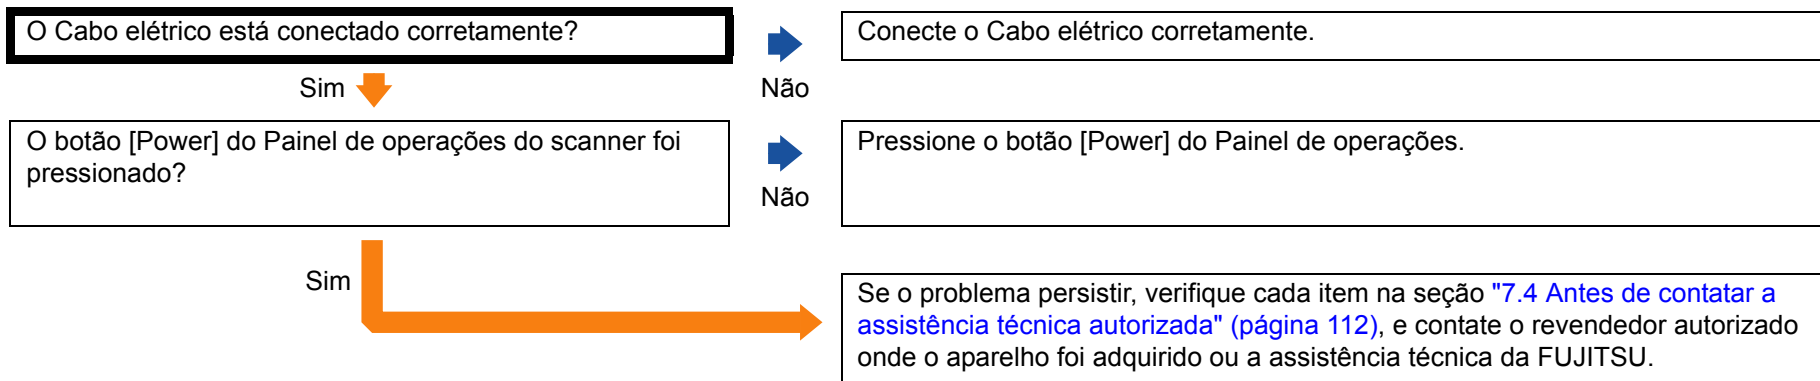 O Cabo elétrico está conectado corretamente?
Conecte o Cabo elétrico corretamente.
Sim
Não
O botão [Power] do Painel de operações do scanner foi
pressionado?
Pressione o botão [Power] do Painel de operações.
Não
Sim
Se o problema persistir, verifique cada item na seção "7.4 Antes de contatar a
assistência técnica autorizada" (página 112), e contate o revendedor autorizado
onde o aparelho foi adquirido ou a assistência técnica da FUJITSU.